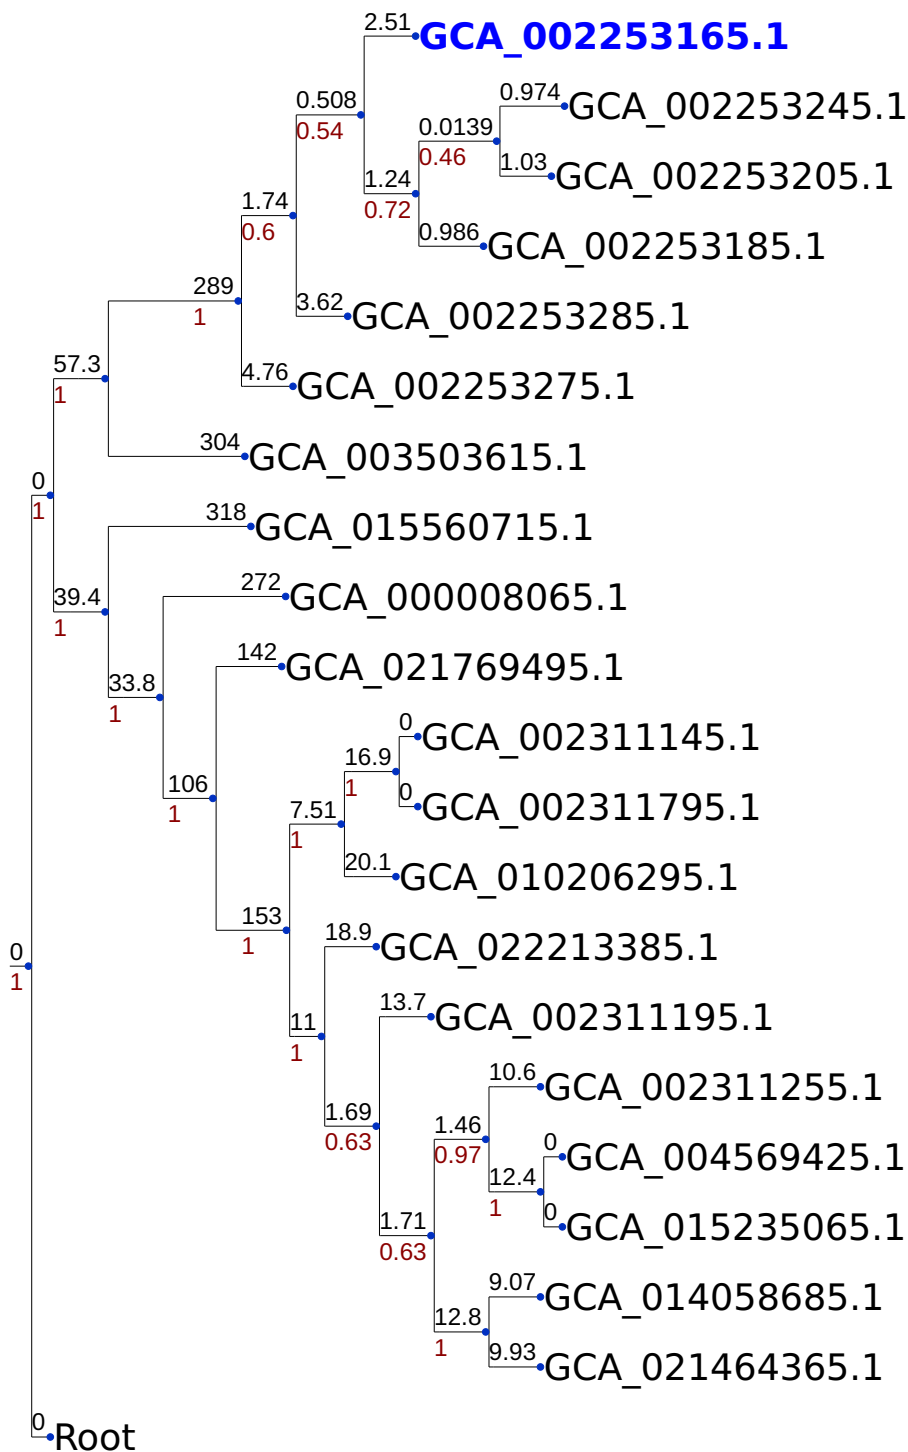 2.51
GCA_002253165.1
0.974
GCA_002253245.1
0.508
0.54
0.0139
0.46
1.03
GCA_002253205.1
1.24
0.72
1.74
0.6
0.986
GCA_002253185.1
289
1
3.62
GCA_002253285.1
57.3
1
4.76
GCA_002253275.1
304
GCA_003503615.1
0
1
318
GCA_015560715.1
39.4
1
272
GCA_000008065.1
33.8
1
142
GCA_021769495.1
0
GCA_002311145.1
16.9
1
106
1
0
GCA_002311795.1
7.51
1
20.1
GCA_010206295.1
153
1
18.9
GCA_022213385.1
0
1
13.7
GCA_002311195.1
11
1
10.6
GCA_002311255.1
1.69
0.63
1.46
0.97
0
GCA_004569425.1
12.4
1
0
GCA_015235065.1
1.71
0.63
9.07
GCA_014058685.1
12.8
1
9.93
GCA_021464365.1
0
Root